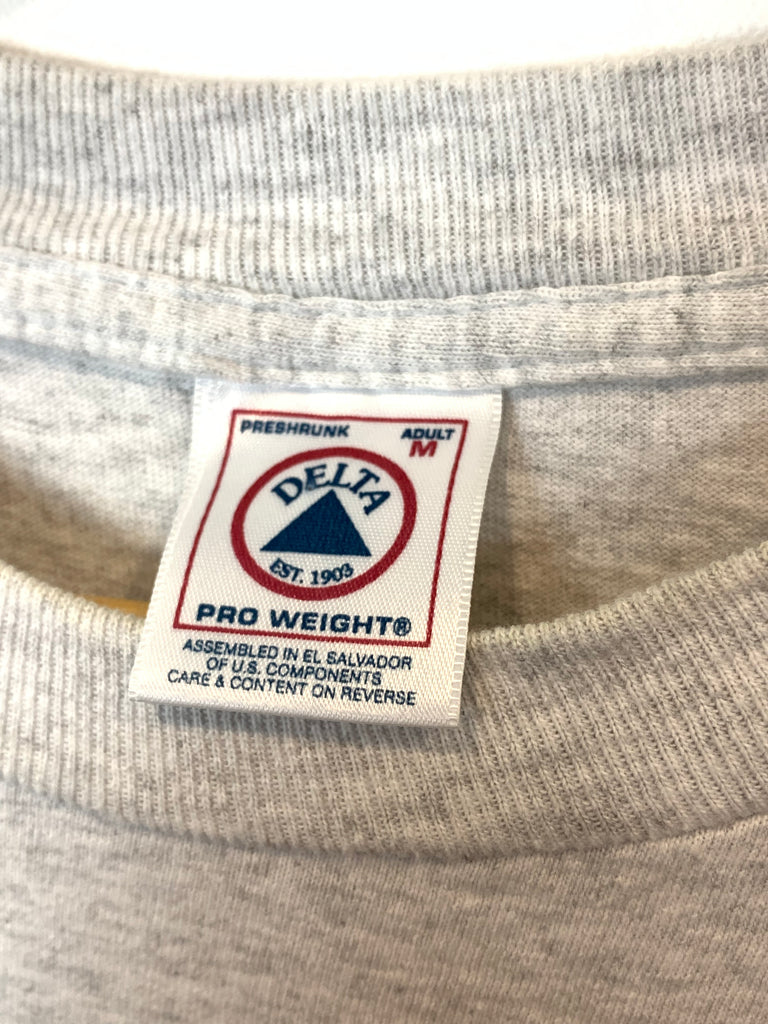 PRESHRUNK
ADULT
M
DELTA
EST. 1903
PRO WEIGHT®
ASSEMBLED IN EL SALVADOR
OF U.S. COMPONENTS
CARE & CONTENT ON REVERSE